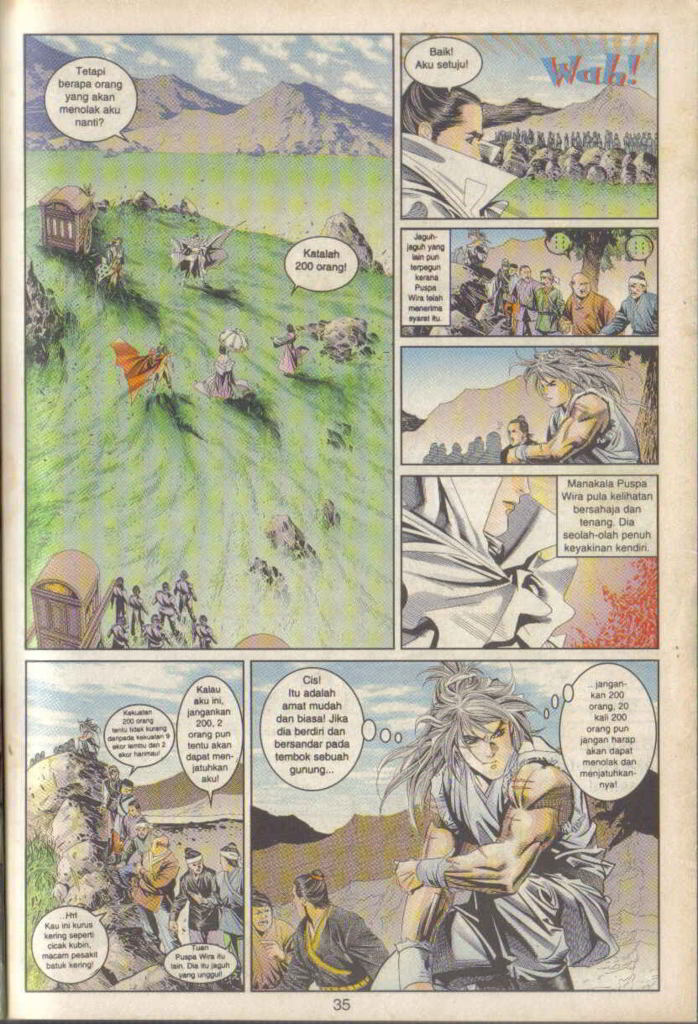 Tetapi
berapa orang
yang akan
menolak aku
nanti?
Katalah
200 orang!
Baik!
Aku setuju!
Wah!
Jaguh-
jaguh yang
lain pun
terpegun
kerana
Puspa
Wira telah
menerima
syarat itu.
Manakala Puspa
Wira pula kelihatan
bersahaja dan
tenang. Dia
seolah-olah penuh
keyakinan kendiri.
Kekuatan
200 orang
tentu tidak kurang
daripada kekuatan 9
ekor lembu dan 2
ekor harimau!
Kalau
aku ini,
jangankan
200, 2
orang pun
tentu akan
dapat men-
jatuhkan
aku!
...Hri!
Kau ini kurus
kering seperti
cicak kubin,
macam pesakit
batuk kering!
Tuan
Puspa Wira itu
lain. Dia itu jaguh
yang unggul!
Cis!
Itu adalah
amat mudah
dan biasa! Jika
dia berdiri dan
bersandar pada
tembok sebuah
gunung...
...jangan-
kan 200
orang, 20
kali 200
orang pun
jangan harap
akan dapat
menolak dan
menjatuhkan-
nya!
35